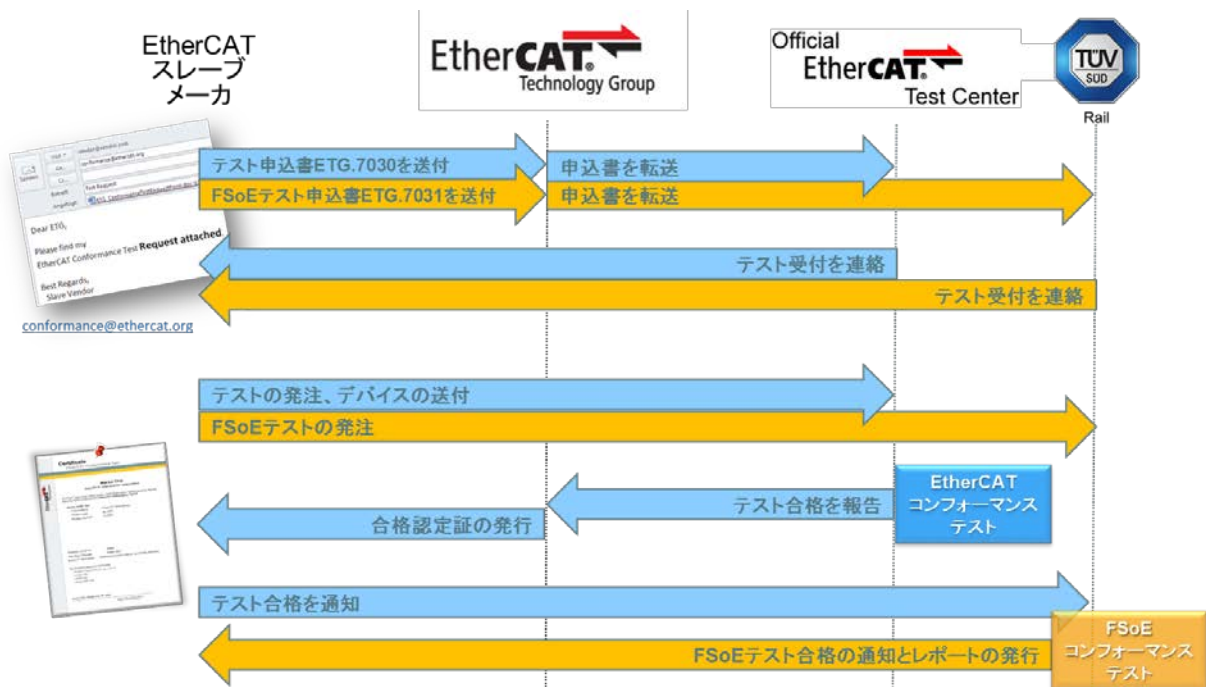 EtherCAT
スレーブ
メーカ
EtherCAT®
Technology Group
Official
EtherCAT®
Test Center
TÜV
SÜD
Rail
conformance@ethercat.org
Test Request
Dear ETG,
Please find my
EtherCAT Conformance Test Request attached
Best Regards,
Slave Vendor
conformance@ethercat.org
テスト申込書ETG.7030を送付
申込書を転送
FSoEテスト申込書ETG.7031を送付
申込書を転送
テスト受付を連絡
テスト受付を連絡
テストの発注、デバイスの送付
FSoEテストの発注
Certificate
EtherCAT
コンフォーマンス
テスト
テスト合格を報告
合格認定証の発行
テスト合格を通知
FSoE
コンフォーマンス
テスト
FSoEテスト合格の通知とレポートの発行